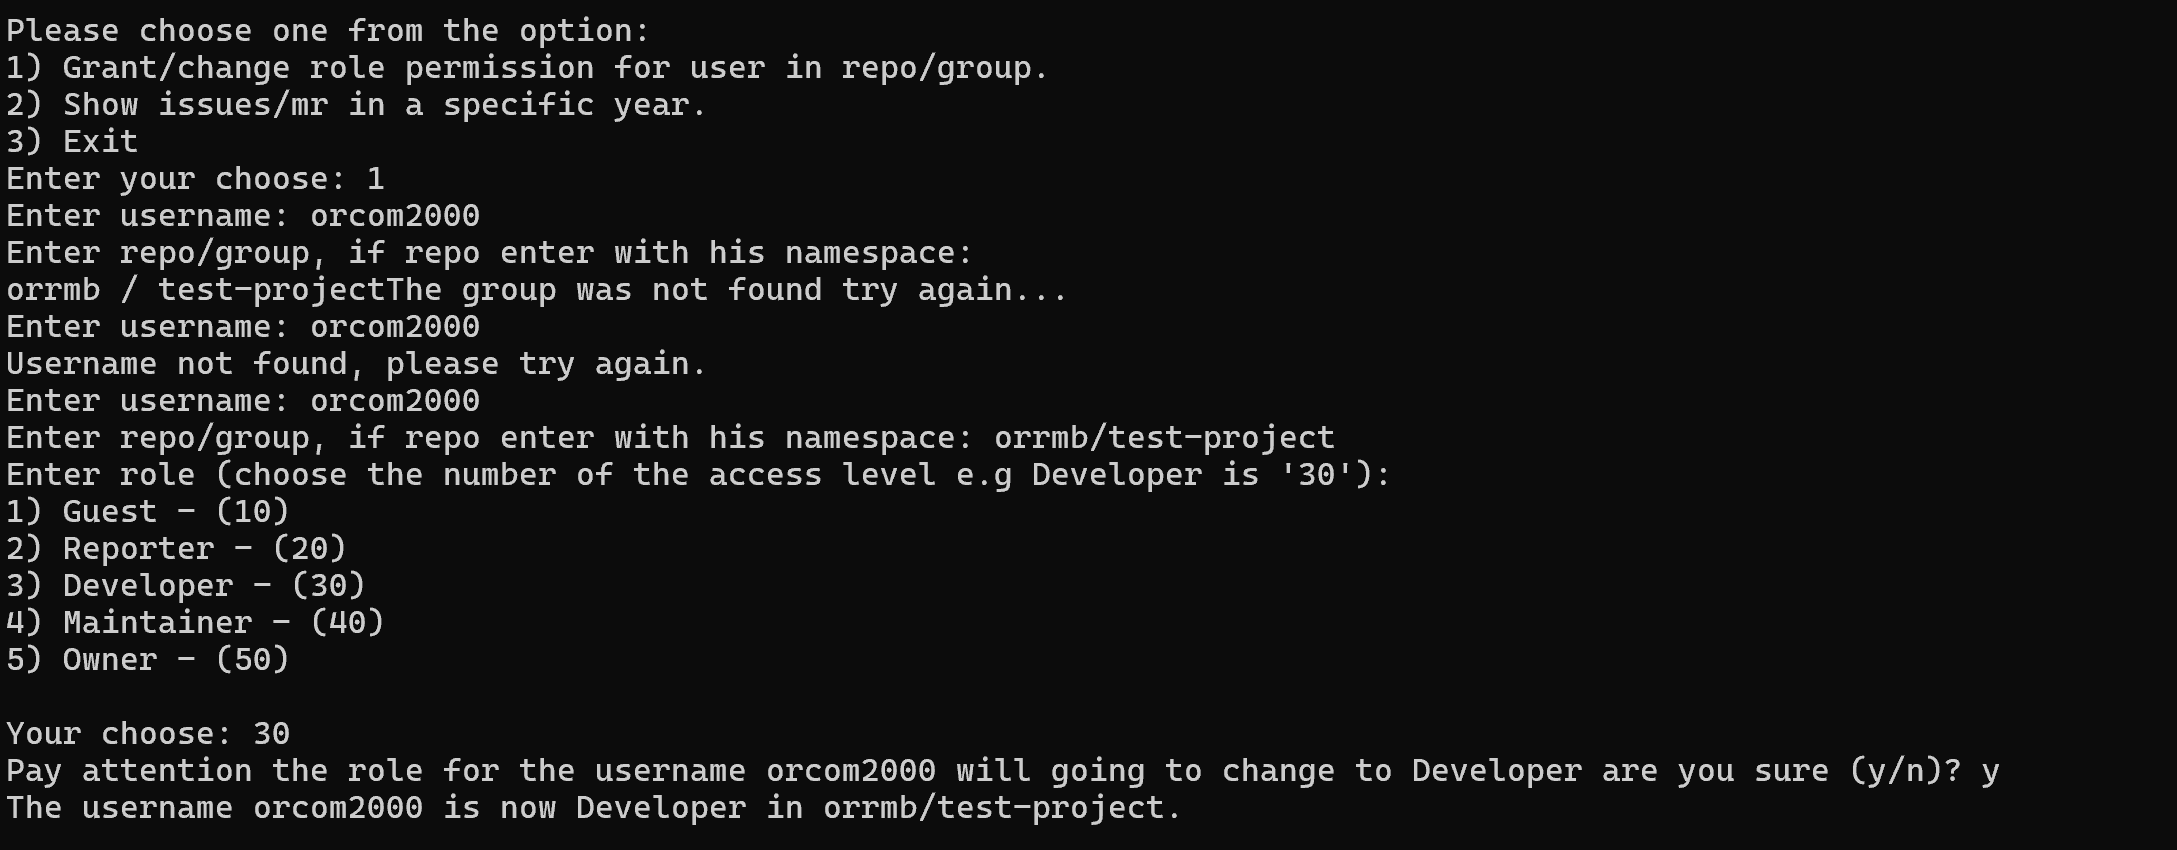 Please choose one from the option:
1) Grant/change role permission for user in repo/group.
2) Show issues/mr in a specific year.
3) Exit
Enter your choose: 1
Enter username: orcom2000
Enter repo/group, if repo enter with his namespace:
orrmb / test-projectThe group was not found try again...
Enter username: orcom2000
Username not found, please try again.
Enter username: orcom2000
Enter repo/group, if repo enter with his namespace: orrmb/test-project
Enter role (choose the number of the access level e.g Developer is '30'):
1) Guest - (10)
2) Reporter - (20)
3) Developer - (30)
4) Maintainer - (40)
5) Owner - (50)
Your choose: 30
Pay attention the role for the username orcom2000 will going to change to Developer are you sure (y/n)? y
The username orcom2000 is now Developer in orrmb/test-project.